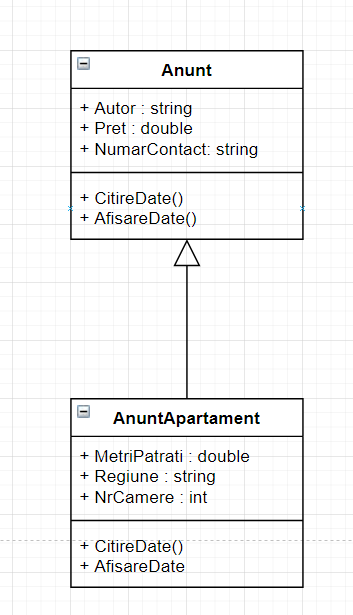 Anunt
+ Autor : string
+ Pret : double
+ NumarContact: string
+ CitireDate()
+ AfisareDate()
AnuntApartament
+ MetriPatrati : double
+ Regiune : string
+ NrCamere : int
+ CitireDate()
+ AfisareDate